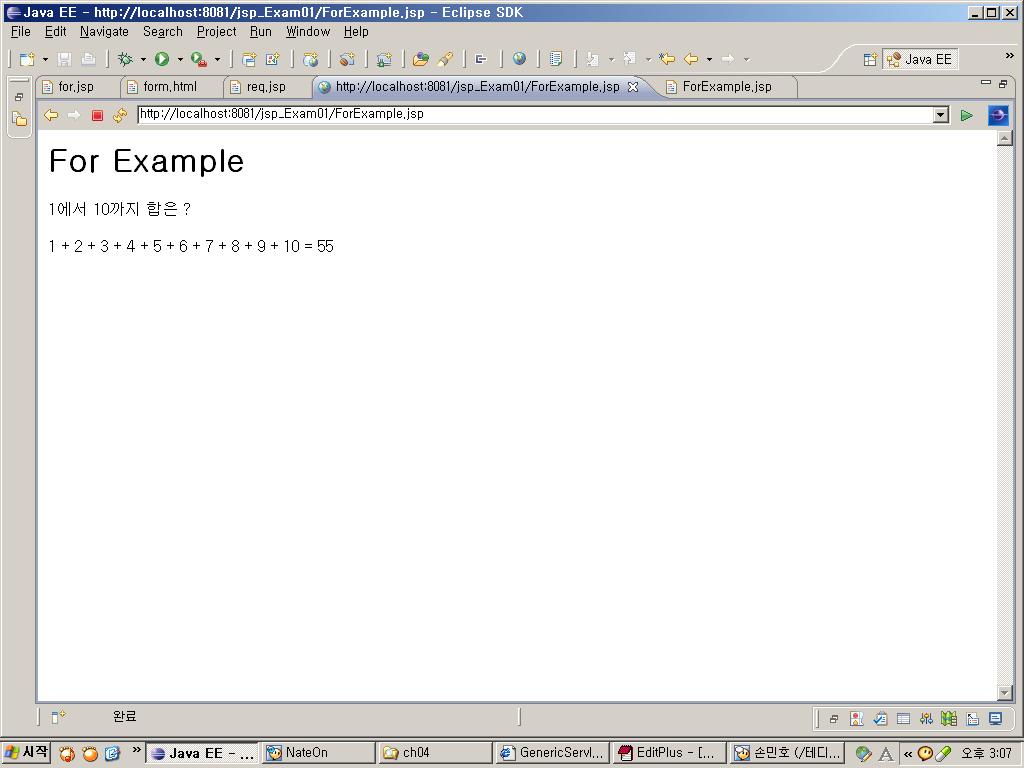 Java EE - http://localhost:8081/jsp_Exam01/ForExample.jsp - Eclipse SDK
File Edit Navigate Search Project Run Window Help
Java EE
for.jsp form.html req.jsp http://localhost:8081/jsp_Exam01/ForExample.jsp ForExample.jsp
http://localhost:8081/jsp_Exam01/ForExample.jsp
For Example
1에서 10까지 합은 ?
1 + 2 + 3 + 4 + 5 + 6 + 7 + 8 + 9 + 10 = 55
완료
시작 Java EE - ... NateOn ch04 GenericServl... EditPlus - [... 손민호 (/테디... A 오후 3:07